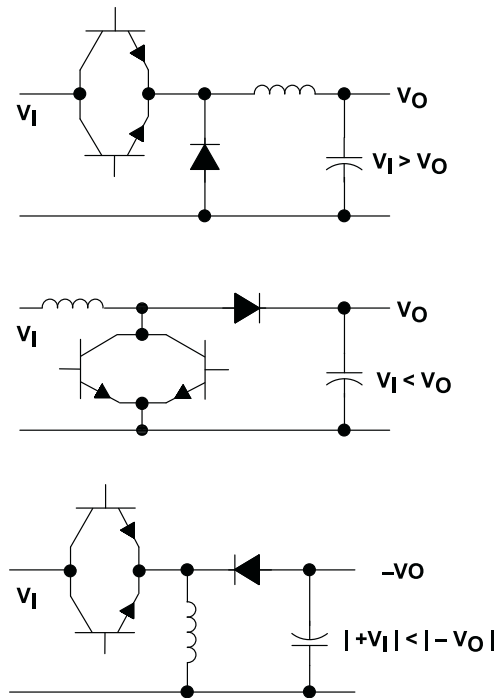 VO
VI
VI > VO
VO
VI
VI < VO
–VO
VI
| +VI | < | – VO |